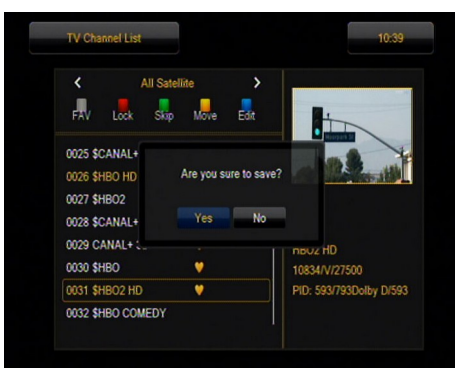 TV Channel List
10:39
All Satellite
FAV Lock Skip Move Edit
0025 $CANAL+
0026 $HBO HD
0027 $HBO2
0028 $CANAL+
0029 CANAL+
0030 $HBO
0031 $HBO2 HD
0032 $HBO COMEDY
Are you sure to save?
Yes No
HBO2 HD
10834/V/27500
PID: 593/793Dolby D/593